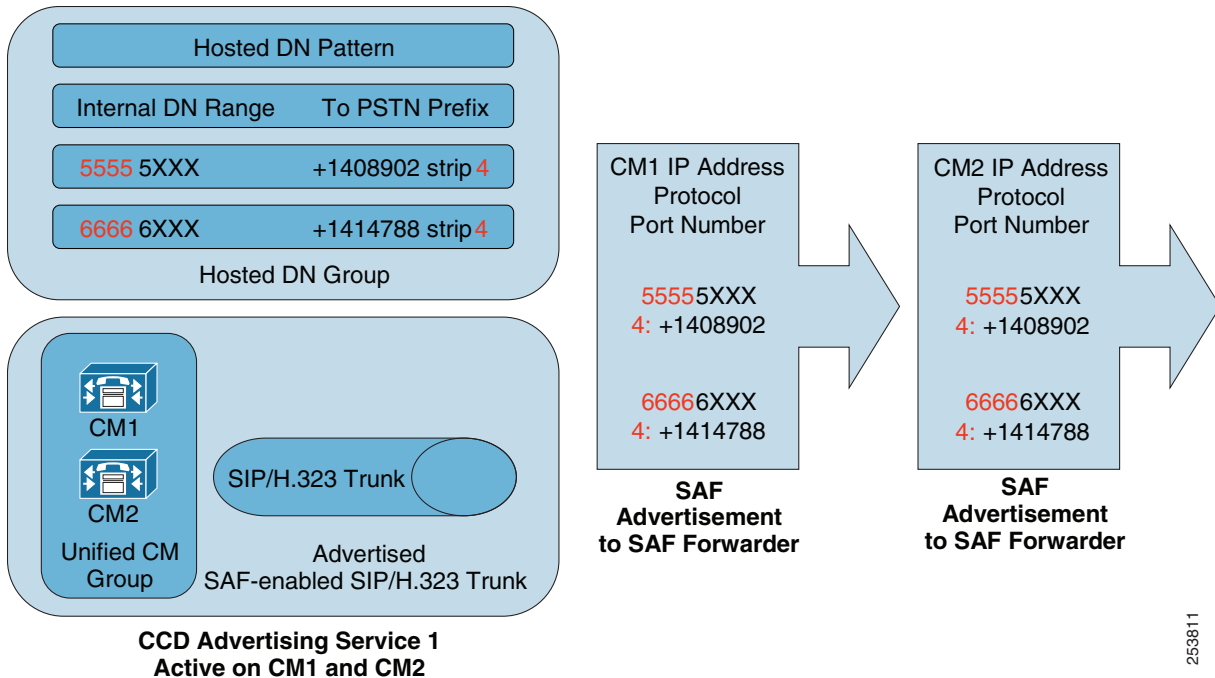 Hosted DN Pattern
Internal DN Range To PSTN Prefix
5555 5XXX +1408902 strip 4
6666 6XXX +1414788 strip 4
Hosted DN Group
CM1
CM2
Unified CM
Group
SIP/H.323 Trunk
Advertised
SAF-enabled SIP/H.323 Trunk
CCD Advertising Service 1
Active on CM1 and CM2
CM1 IP Address
Protocol
Port Number
55555XXX
4: +1408902
66666XXX
4: +1414788
SAF
Advertisement
to SAF Forwarder
CM2 IP Address
Protocol
Port Number
55555XXX
4: +1408902
66666XXX
4: +1414788
SAF
Advertisement
to SAF Forwarder
253811